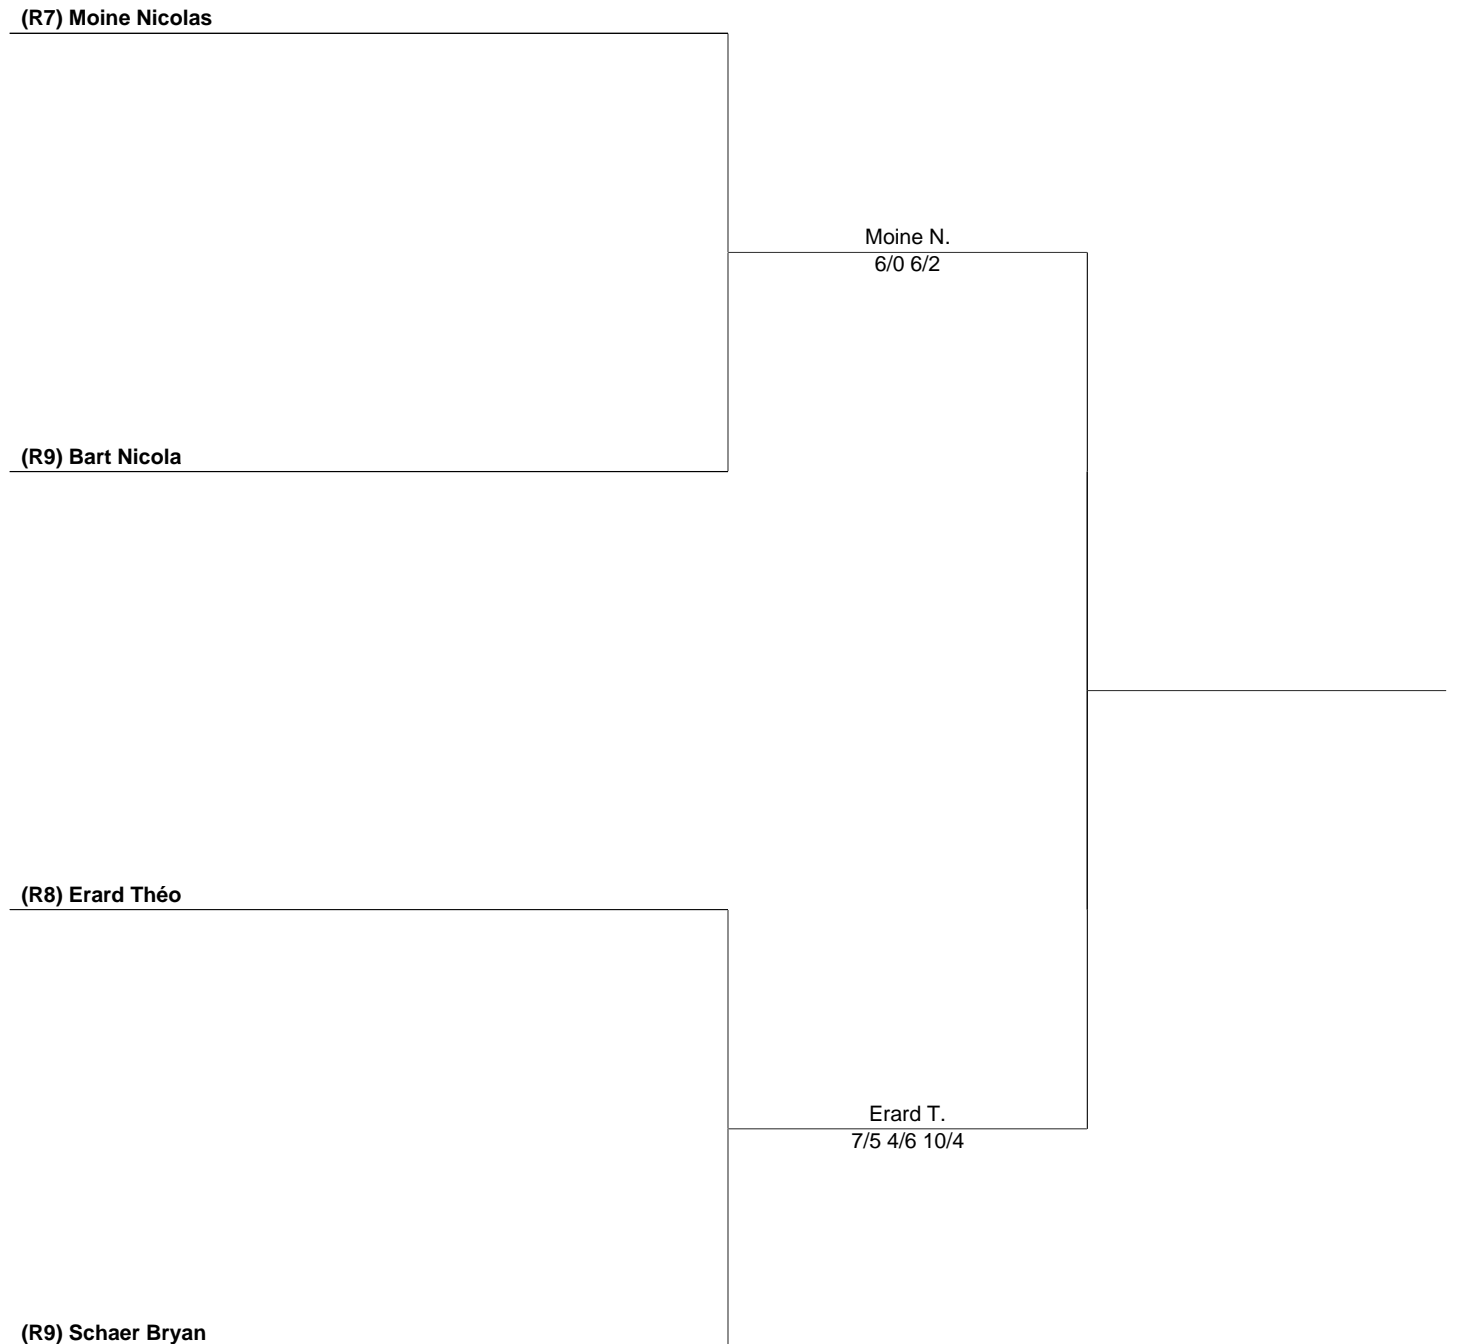 (R7) Moine Nicolas
Moine N.
6/0 6/2
(R9) Bart Nicola
(R8) Erard Théo
Erard T.
7/5 4/6 10/4
(R9) Schaer Bryan